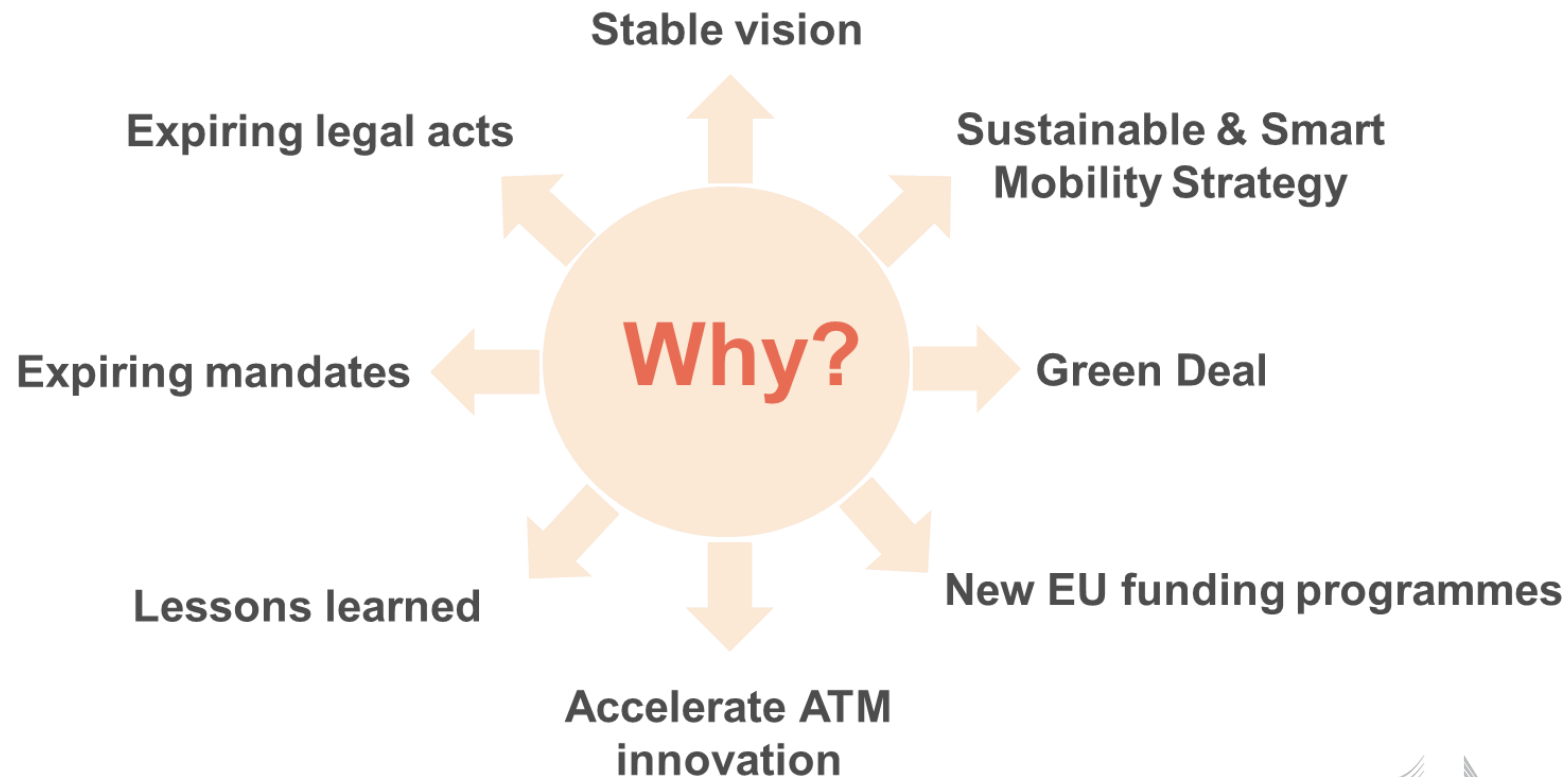 Stable vision
Expiring legal acts
Sustainable & Smart
Mobility Strategy
Why?
Expiring mandates
Green Deal
Lessons learned
New EU funding programmes
Accelerate ATM
innovation